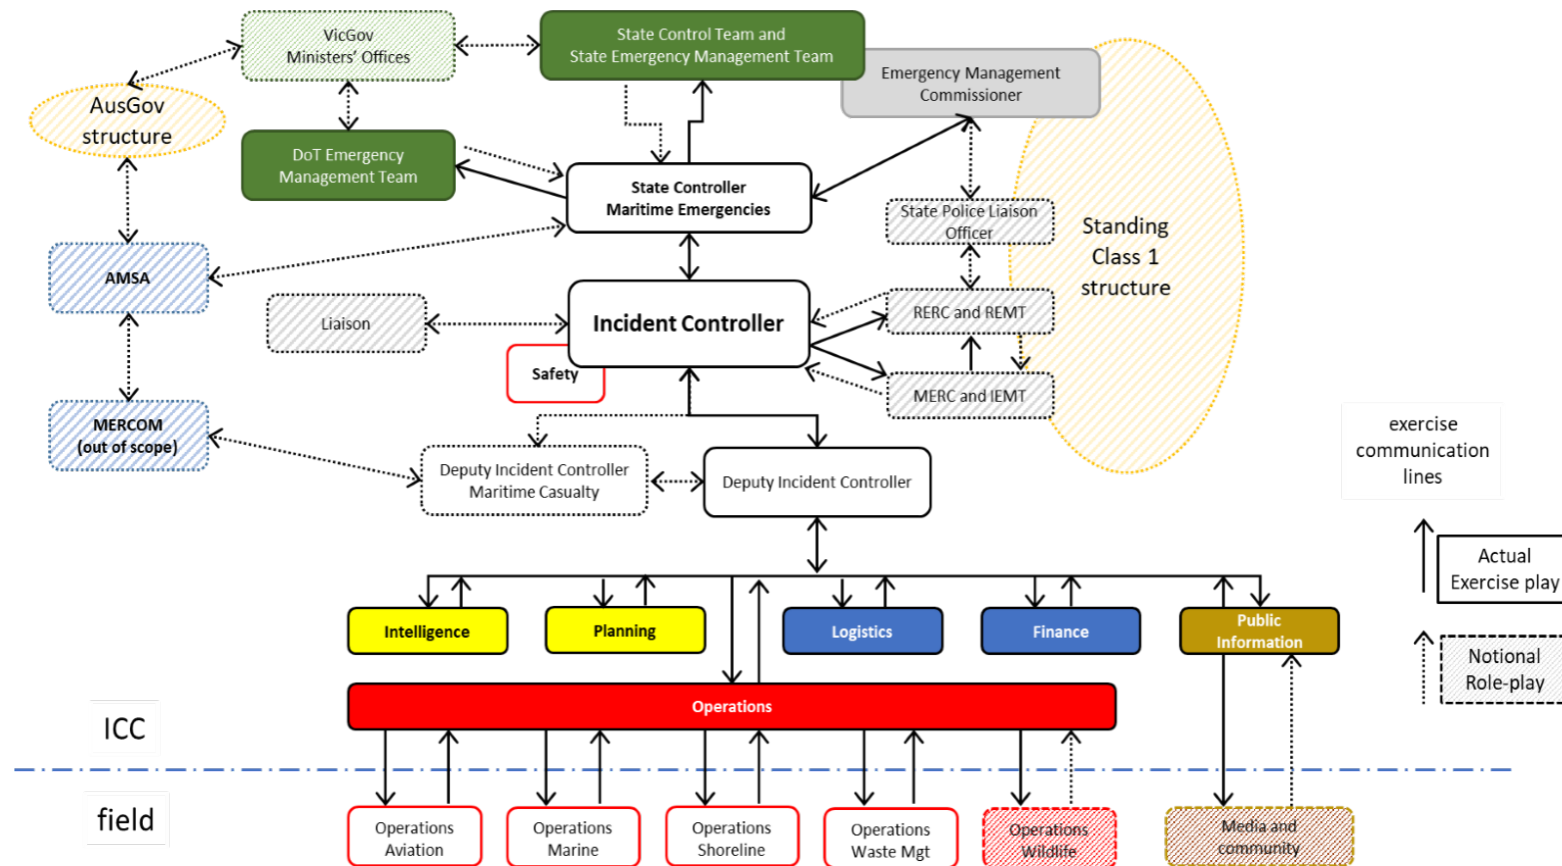 VicGov
Ministers' Offices
State Control Team and
State Emergency Management Team
Emergency Management
Commissioner
AusGov
structure
DoT Emergency
Management Team
State Controller
Maritime Emergencies
State Police Liaison
Officer
Standing
Class 1
structure
AMSA
Liaison
Incident Controller
RERC and REMT
Safety
MERC and IEMT
MERCOM
(out of scope)
Deputy Incident Controller
Maritime Casualty
Deputy Incident Controller
exercise
communication
lines
Actual
Exercise play
Notional
Role-play
Intelligence
Planning
Logistics
Finance
Public
Information
Operations
ICC
field
Operations
Aviation
Operations
Marine
Operations
Shoreline
Operations
Waste Mgt
Operations
Wildlife
Media and
community